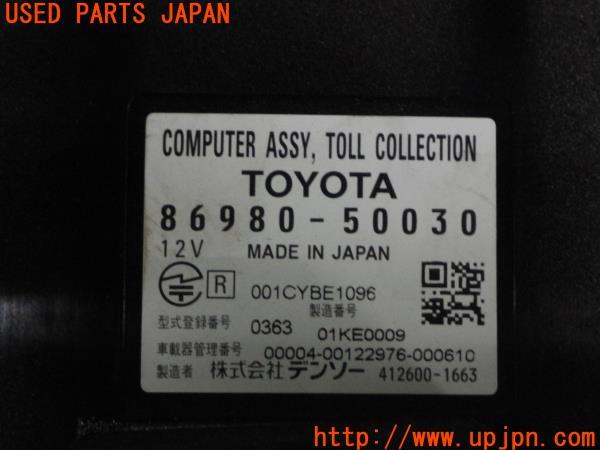 USED PARTS JAPAN
COMPUTER ASSY, TOLL COLLECTION
TOYOTA
86980-50030
12V MADE IN JAPAN
R 001CYBE1096
型式登録番号 0363 製造番号 01KE0009
車載器管理番号 00004-00122976-000610
製造者 株式会社 デンソー 412600-1663
http://www.upjpn.com